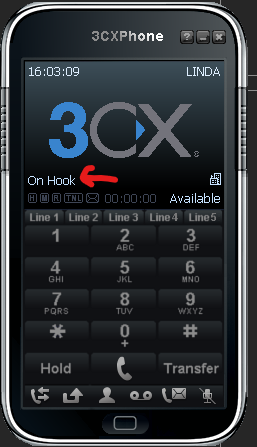 3CXPhone
16:03:09 LINDA
3CX
On Hook
H M R TNL 00:00:00 Available
Line 1 Line 2 Line 3 Line 4 Line5
1 2 ABC 3 DEF
4 GHI 5 JKL 6 MNO
7 PQRS 8 TUV 9 WXYZ
* 0 + #
Hold Transfer